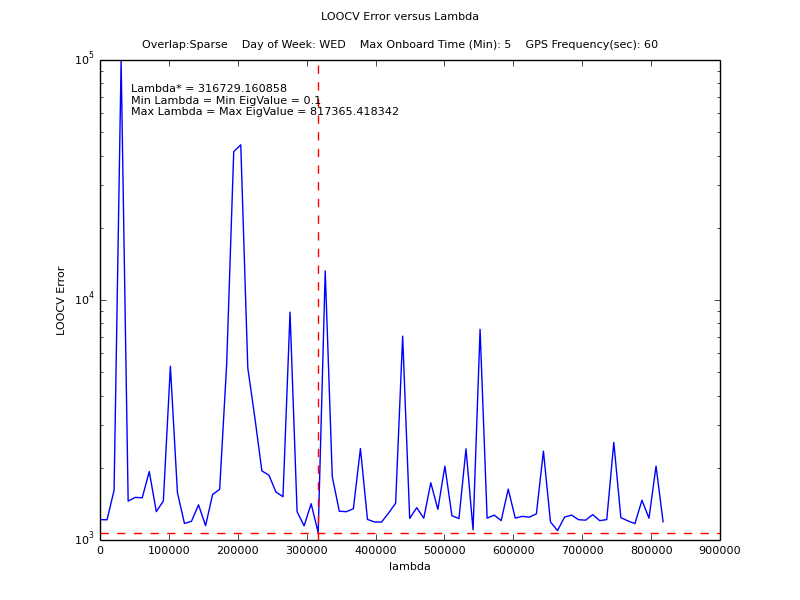 LOOCV Error versus Lambda
Overlap:Sparse    Day of Week: WED    Max Onboard Time (Min): 5    GPS Frequency(sec): 60
Lambda* = 316729.160858
Min Lambda = Min EigValue = 0.1
Max Lambda = Max EigValue = 817365.418342
10^5
10^4
10^3
LOOCV Error
0 100000 200000 300000 400000 500000 600000 700000 800000 900000
lambda